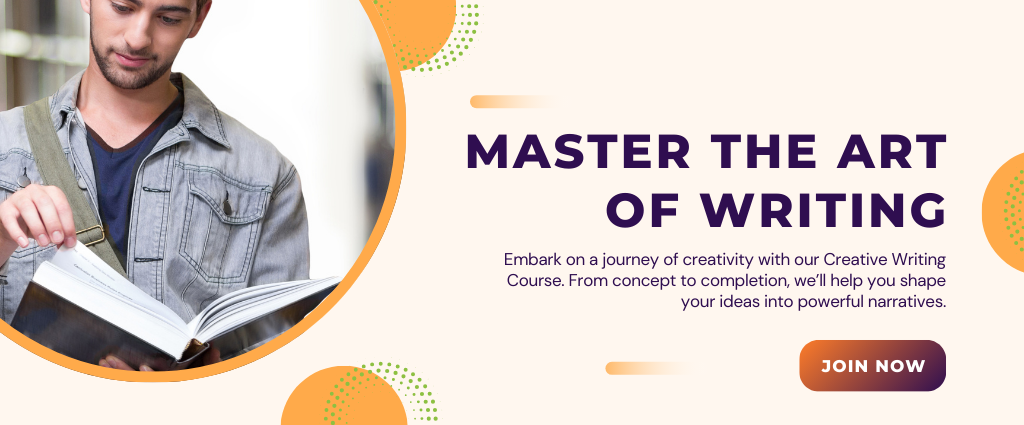 MASTER THE ART
OF WRITING
Embark on a journey of creativity with our Creative Writing
Course. From concept to completion, we’ll help you shape
your ideas into powerful narratives.
JOIN NOW